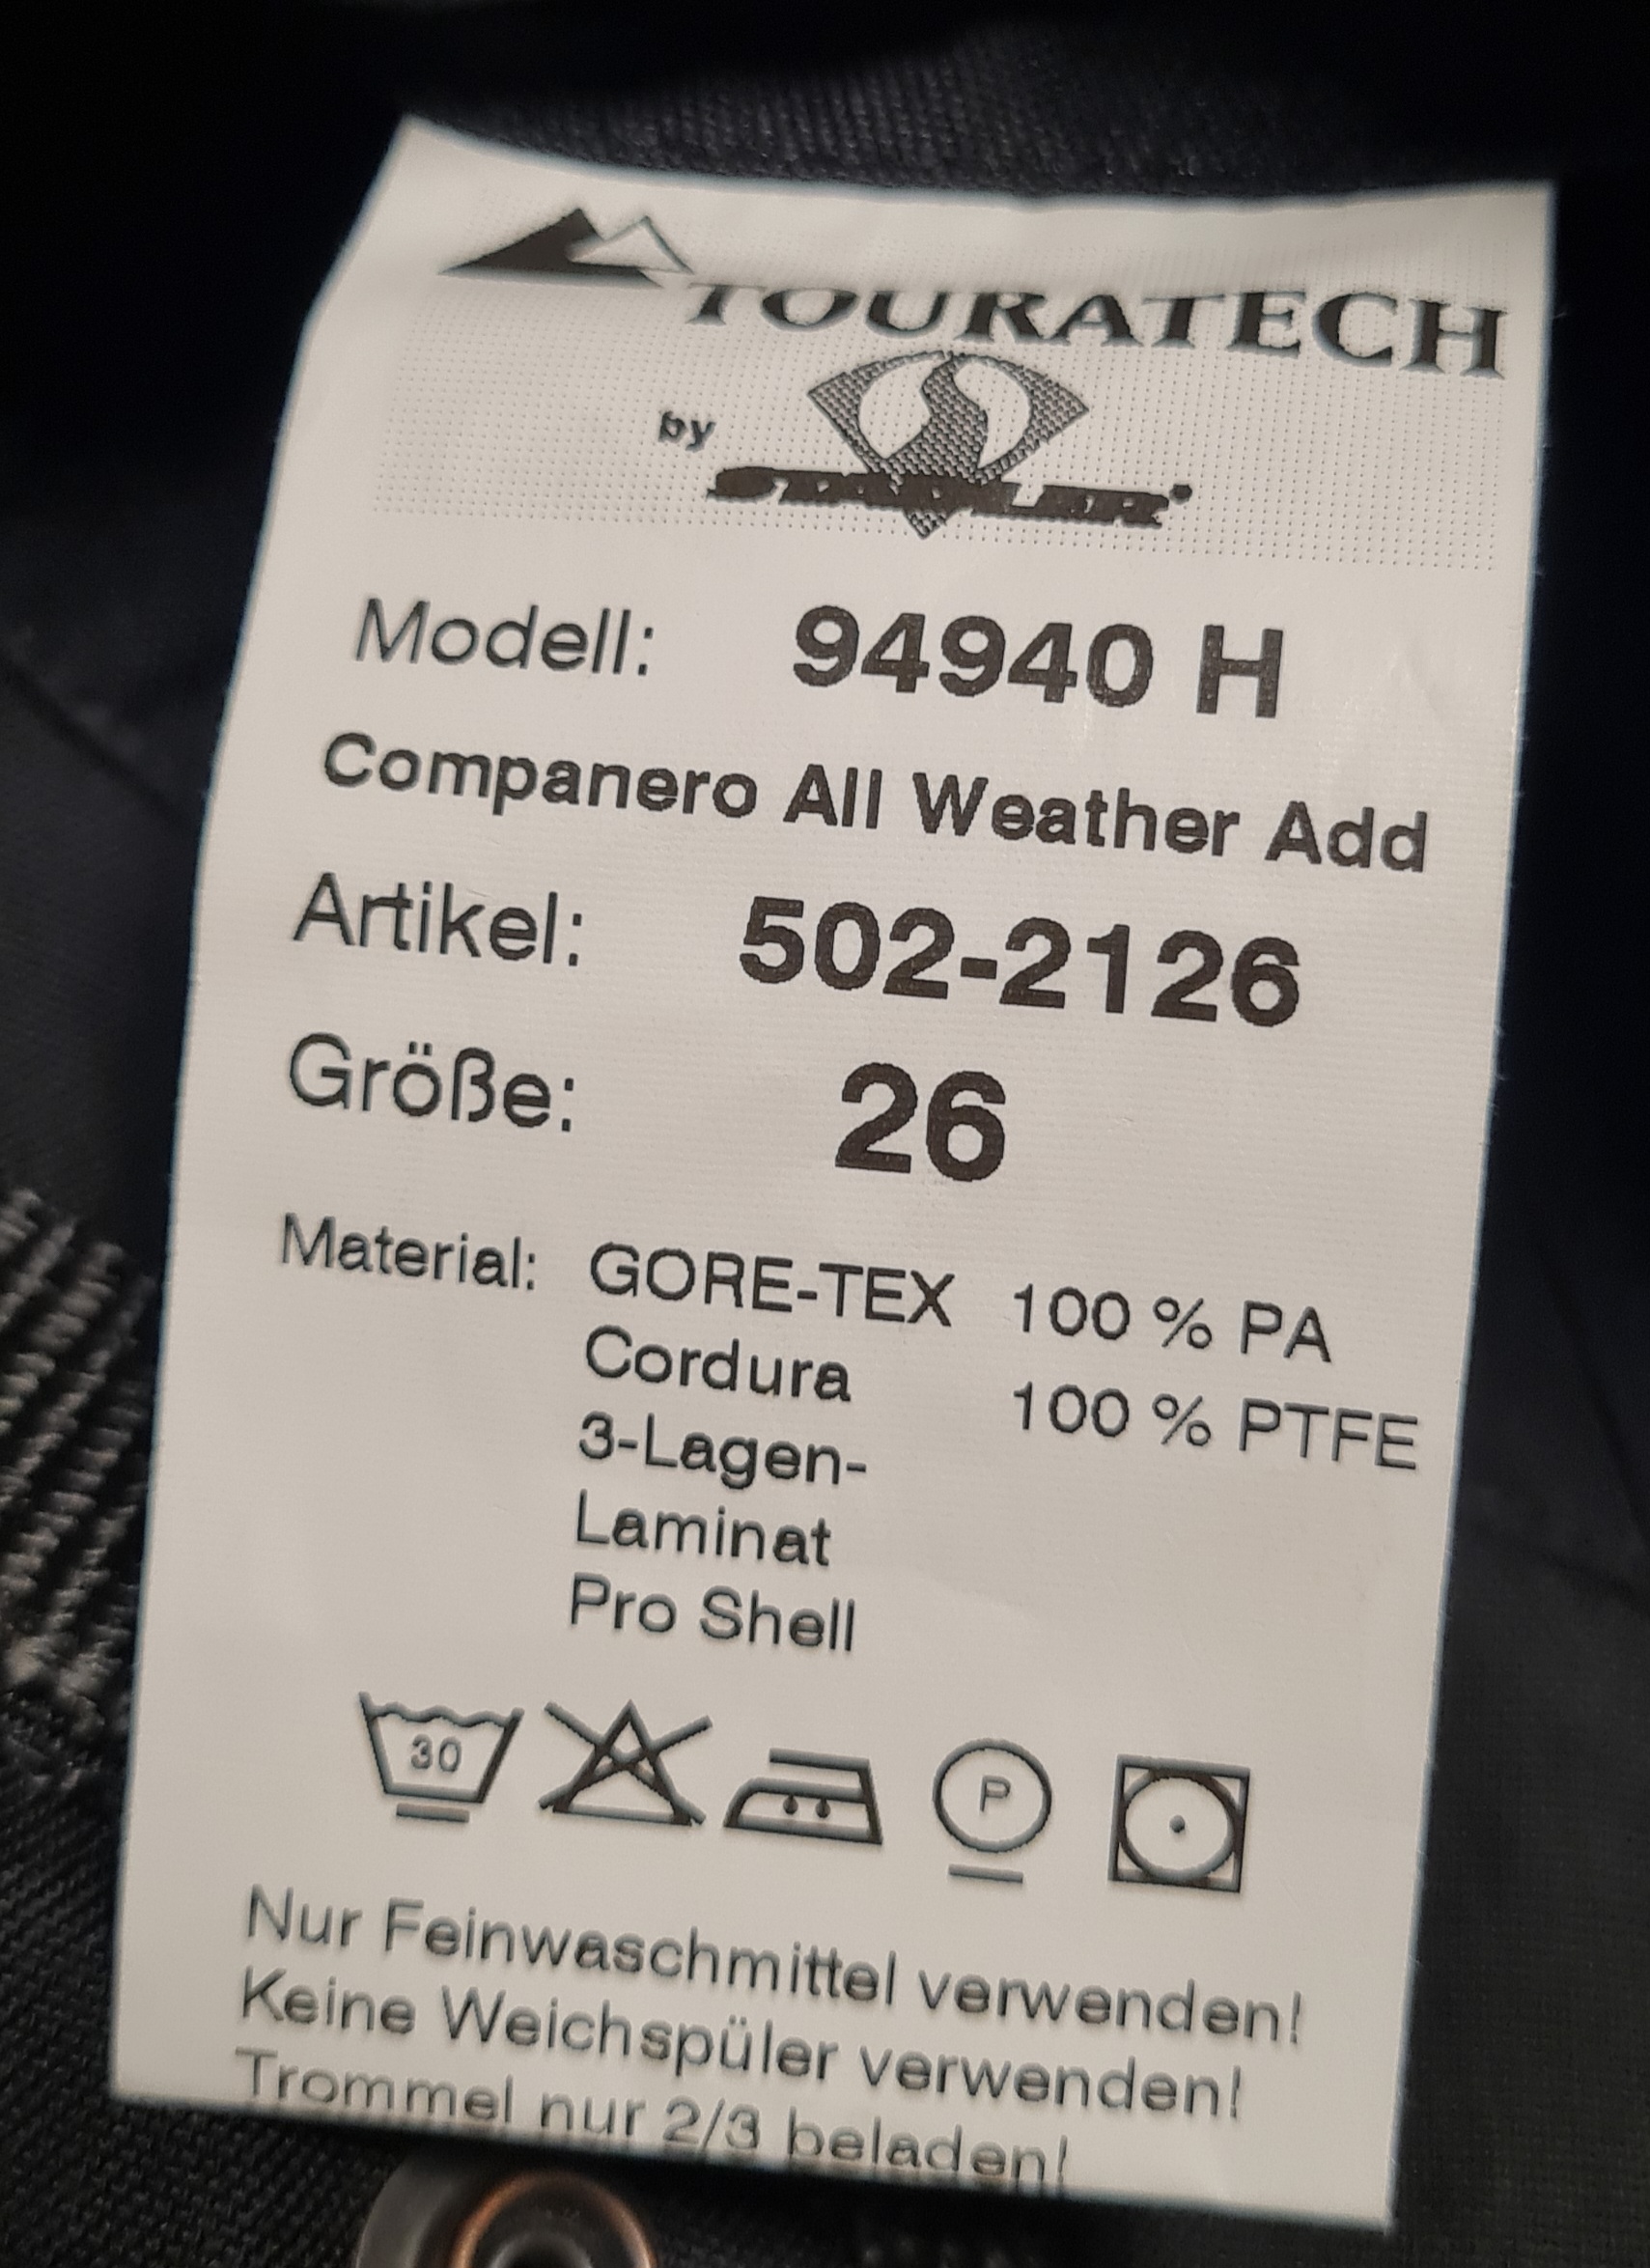 TOURATECH
by STADLER
Modell: 94940 H
Companero All Weather Add
Artikel: 502-2126
Größe: 26
Material: GORE-TEX 100 % PA
Cordura 100 % PTFE
3-Lagen-
Laminat
Pro Shell
30 P
Nur Feinwaschmittel verwenden!
Keine Weichspüler verwenden!
Trommel nur 2/3 beladen!